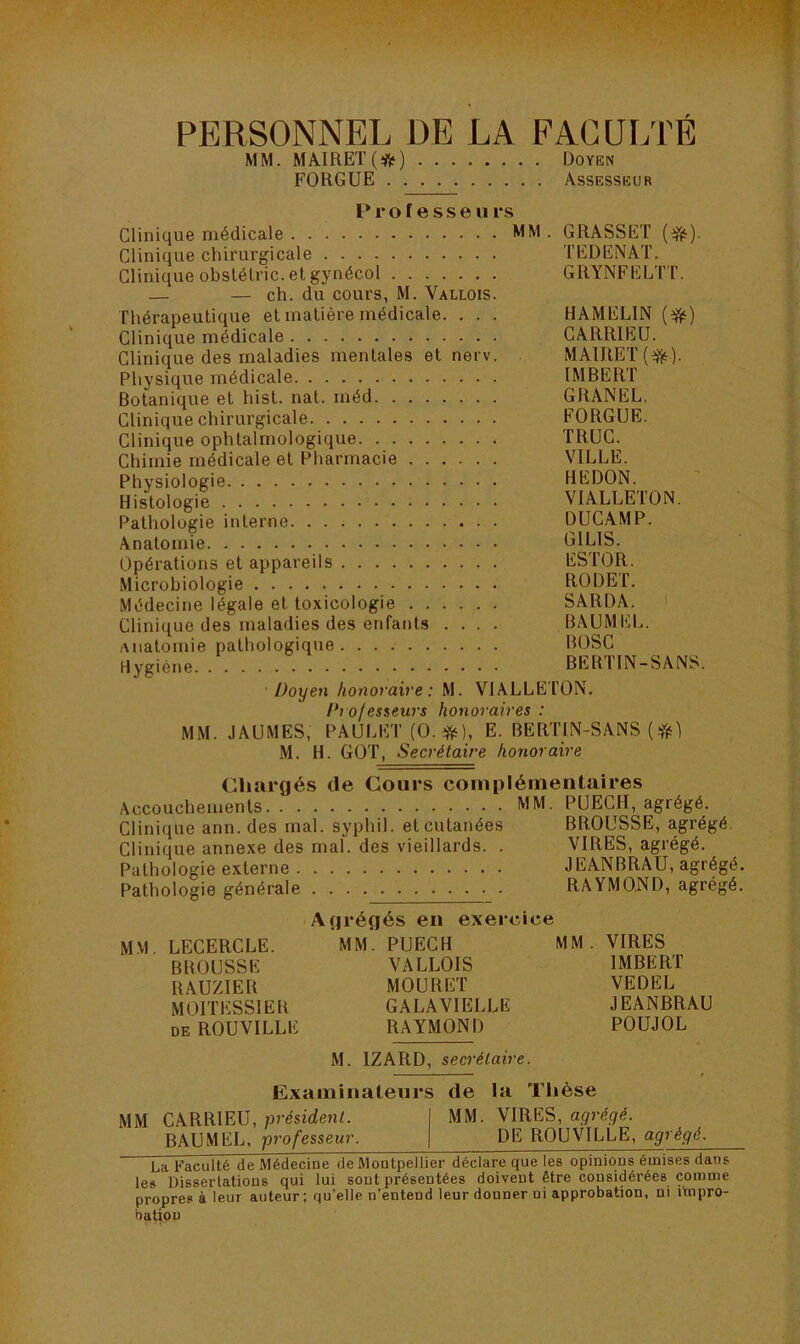 PERSONNEL DE LA FACULTÉ
MM. MAIRET (✻) ......... DOYEN
FORGUE .......... ASSESSEUR
Professeurs
Clinique médicale ............. MM. GRASSET (✻).
Clinique chirurgicale ........... TEDENAT.
Clinique obstétric. et gynécol ....... GRYNFELTT.
— — ch. du cours, M. VALLOIS.
Thérapeutique et matière médicale. . . . HAMELIN (✻)
Clinique médicale ............. CARRIEU.
Clinique des maladies mentales et nerv. MAIRET (✻).
Physique médicale. ............ IMBERT
Botanique et hist. nat. méd. ........ GRANEL.
Clinique chirurgicale. ........... FORGUE.
Clinique ophtalmologique. ........ TRUC.
Chimie médicale et Pharmacie ...... VILLE.
Physiologie. ................ HEDON.
Histologie ................. VIALLETON.
Pathologie interne. ............ DUCAMP.
Anatomie. ................. GILIS.
Opérations et appareils .......... ESTOR.
Microbiologie ............... RODET.
Médecine légale et toxicologie ...... SARDA.
Clinique des maladies des enfants .... BAUMEL.
Anatomie pathologique .......... BOSC
Hygiène. .................. BERTIN-SANS.
Doyen honoraire : M. VIALLETON.
Professeurs honoraires :
MM. JAUMES, PAULET (O. ✻), E. BERTIN-SANS (✻)
M. H. GOT, Secrétaire honoraire
Chargés de Cours complémentaires
Accouchements. .............. MM. PUECH, agrégé.
Clinique ann. des mal. syphil. et cutanées BROUSSE, agrégé
Clinique annexe des mal. des vieillards. . VIRES, agrégé.
Pathologie externe ............. JEANBRAU, agrégé.
Pathologie générale ............ RAYMOND, agrégé.
Agrégés en exercice
MM. LECERCLE. MM. PUECH MM. VIRES
BROUSSE VALLOIS IMBERT
RAUZIER MOURET VEDEL
MOITESSIER GALAVIELLE JEANBRAU
DE ROUVILLE RAYMOND POUJOL
M. IZARD, secrétaire.
Examinateurs de la Thèse
MM CARRIEU, président. MM. VIRES, agrégé.
BAUMEL, professeur. DE ROUVILLE, agrégé.
La Faculté de Médecine de Montpellier déclare que les opinions émises dans
les Dissertations qui lui sont présentées doivent être considérées comme
propres à leur auteur; qu'elle n'entend leur donner ni approbation, ni impro-
bation